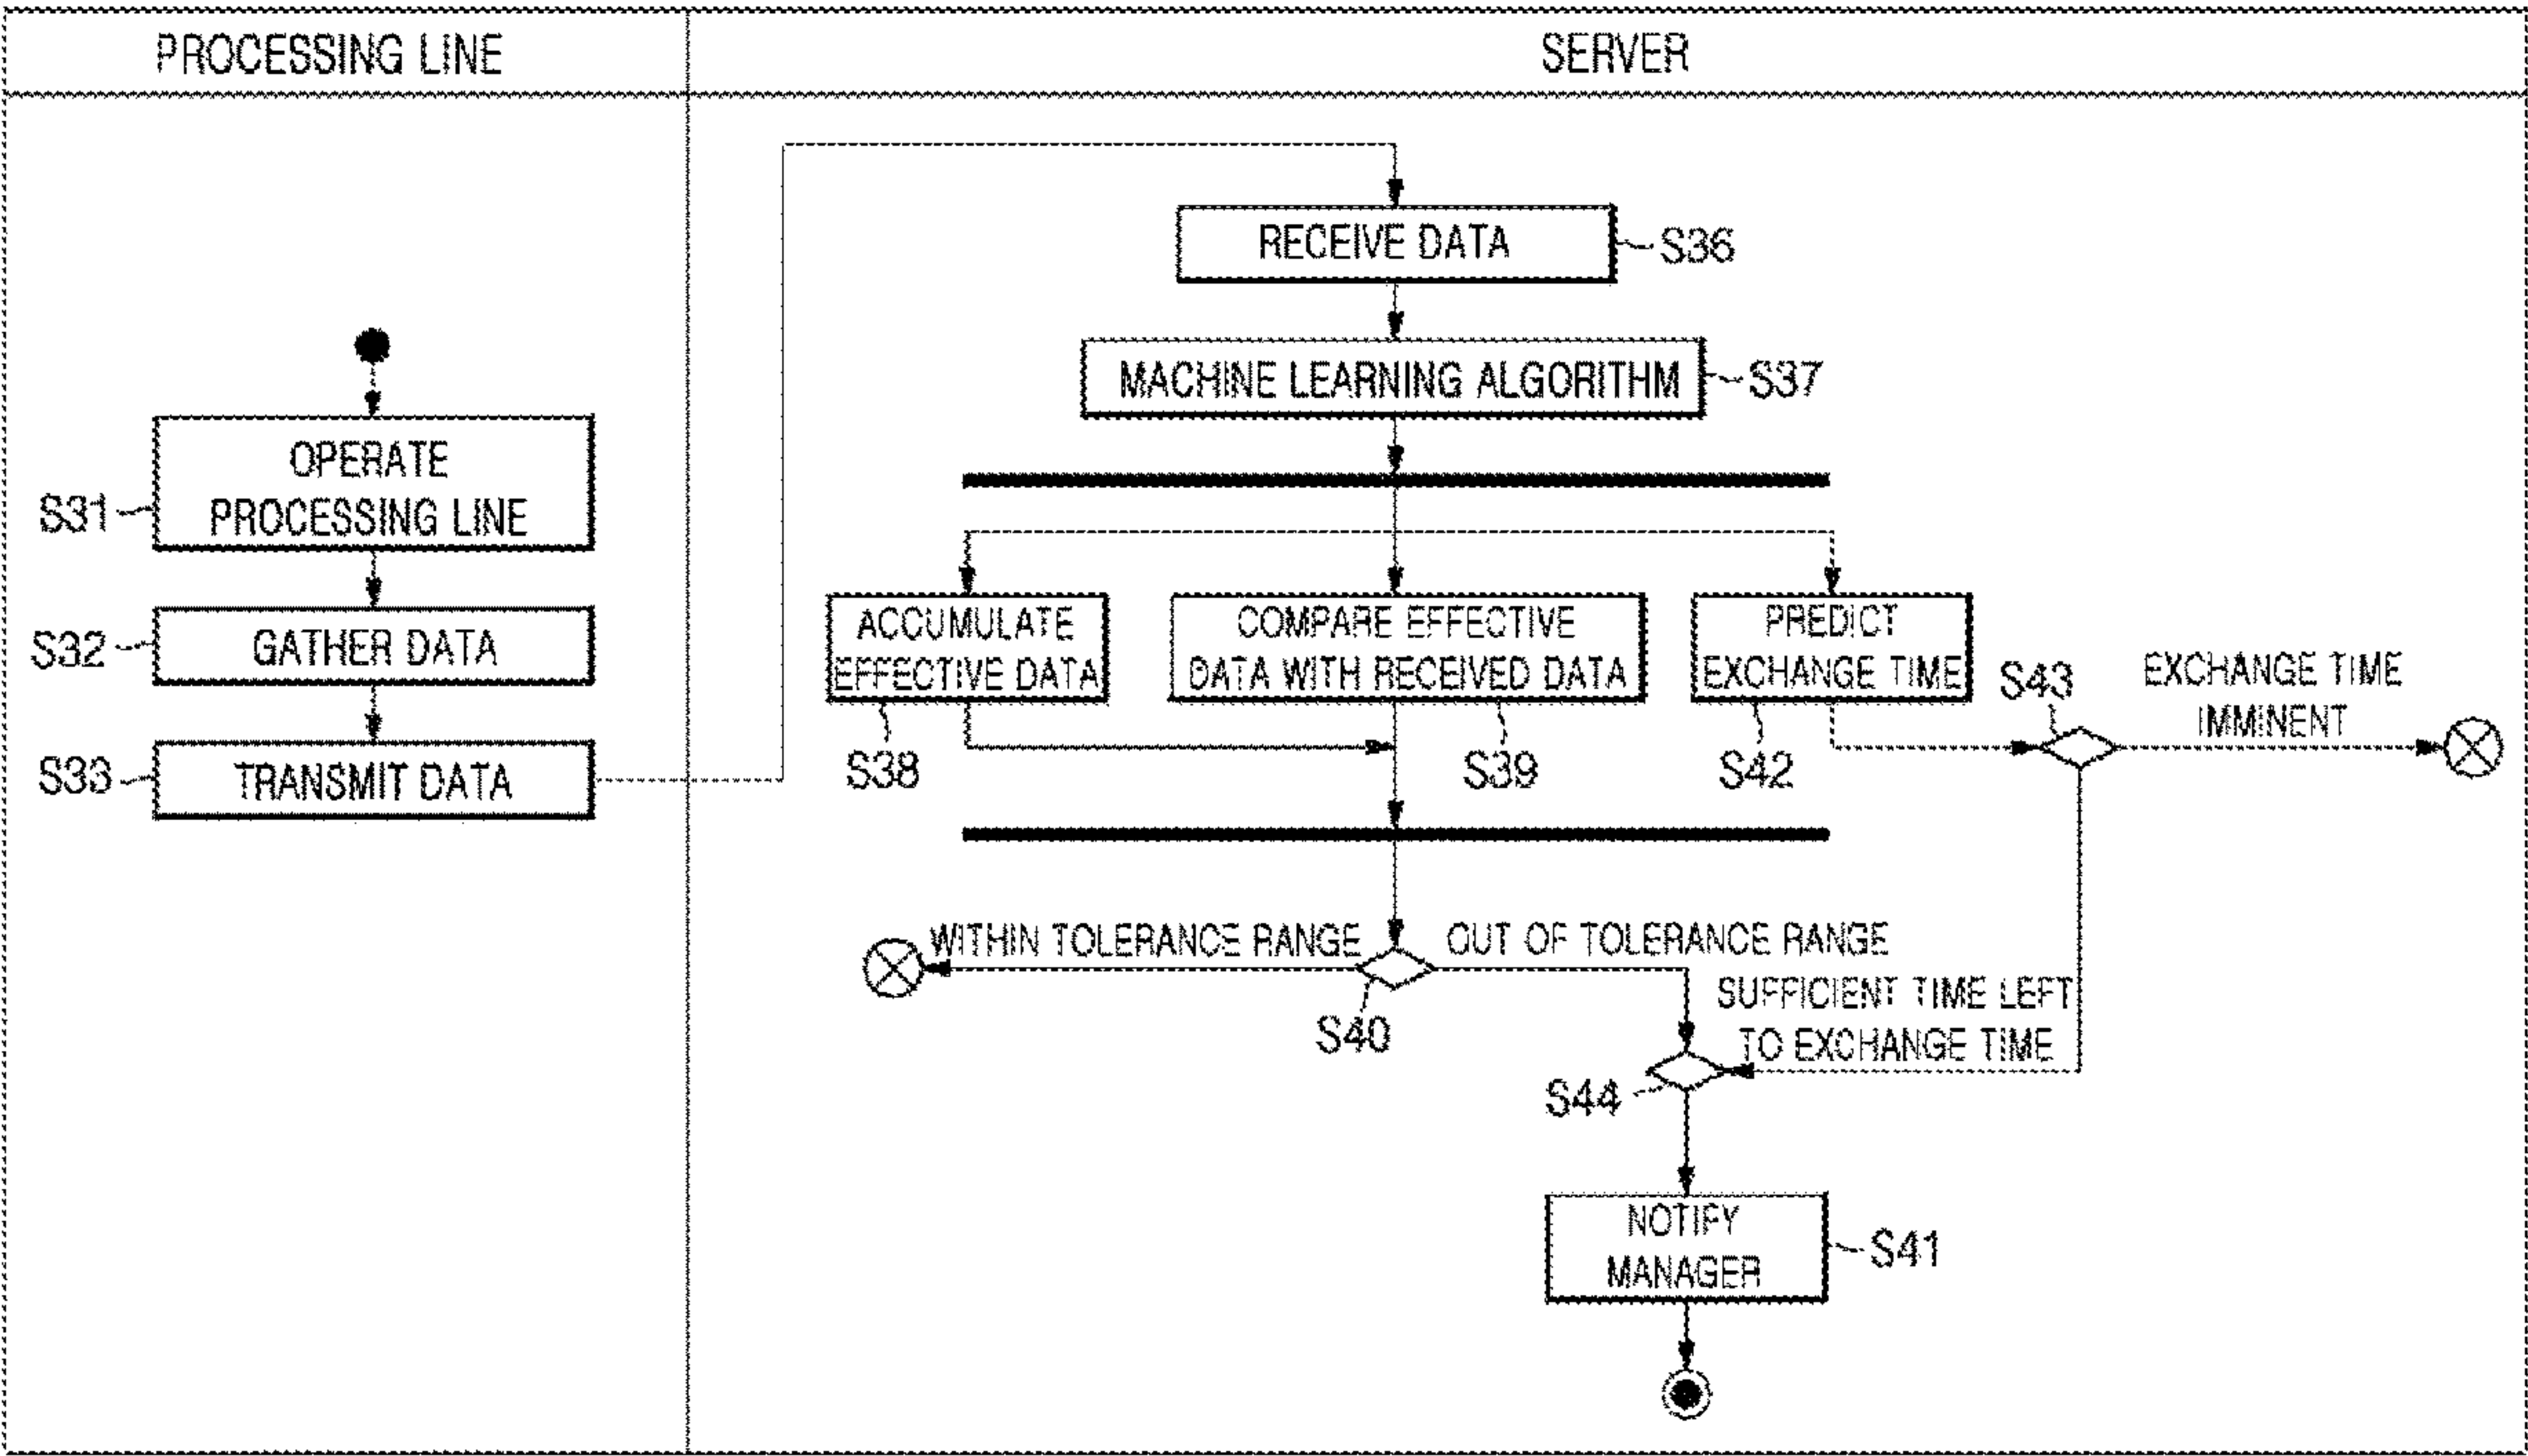 PROCESSING LINE
SERVER
OPERATE
PROCESSING LINE
S31
GATHER DATA
S32
TRANSMIT DATA
S33
RECEIVE DATA
S36
MACHINE LEARNING ALGORITHM
S37
ACCUMULATE
EFFECTIVE DATA
S38
COMPARE EFFECTIVE
DATA WITH RECEIVED DATA
S39
PREDICT
EXCHANGE TIME
S42
S43
EXCHANGE TIME
IMMINENT
WITHIN TOLERANCE RANGE
OUT OF TOLERANCE RANGE
S40
SUFFICIENT TIME LEFT
TO EXCHANGE TIME
S44
NOTIFY
MANAGER
S41